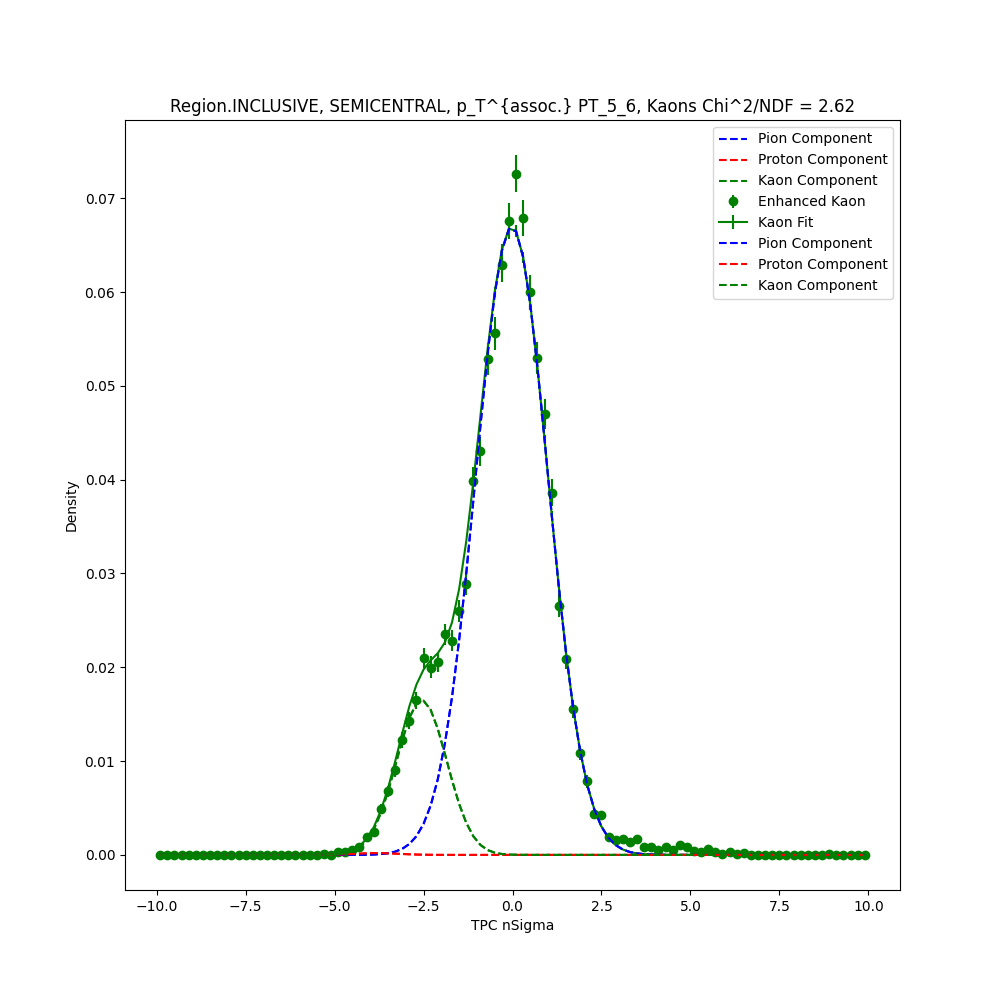 Region.INCLUSIVE, SEMICENTRAL, p_T^{assoc.} PT_5_6, Kaons Chi^2/NDF = 2.62
Pion Component
Proton Component
Kaon Component
Enhanced Kaon
Kaon Fit
Pion Component
Proton Component
Kaon Component
0.07
0.06
0.05
0.04
0.03
0.02
0.01
0.00
Density
−10.0 −7.5 −5.0 −2.5 0.0 2.5 5.0 7.5 10.0
TPC nSigma